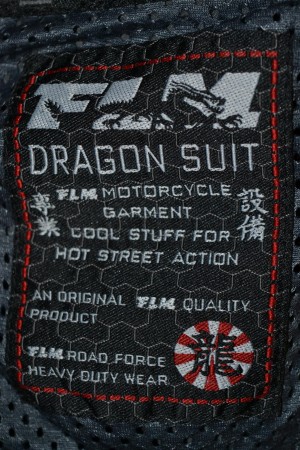 FLM
DRAGON SUIT
専業 FLM MOTORCYCLE 設備
GARMENT
COOL STUFF FOR
HOT STREET ACTION
AN ORIGINAL FLM QUALITY
PRODUCT
FLM ROAD FORCE
HEAVY DUTY WEAR
龍